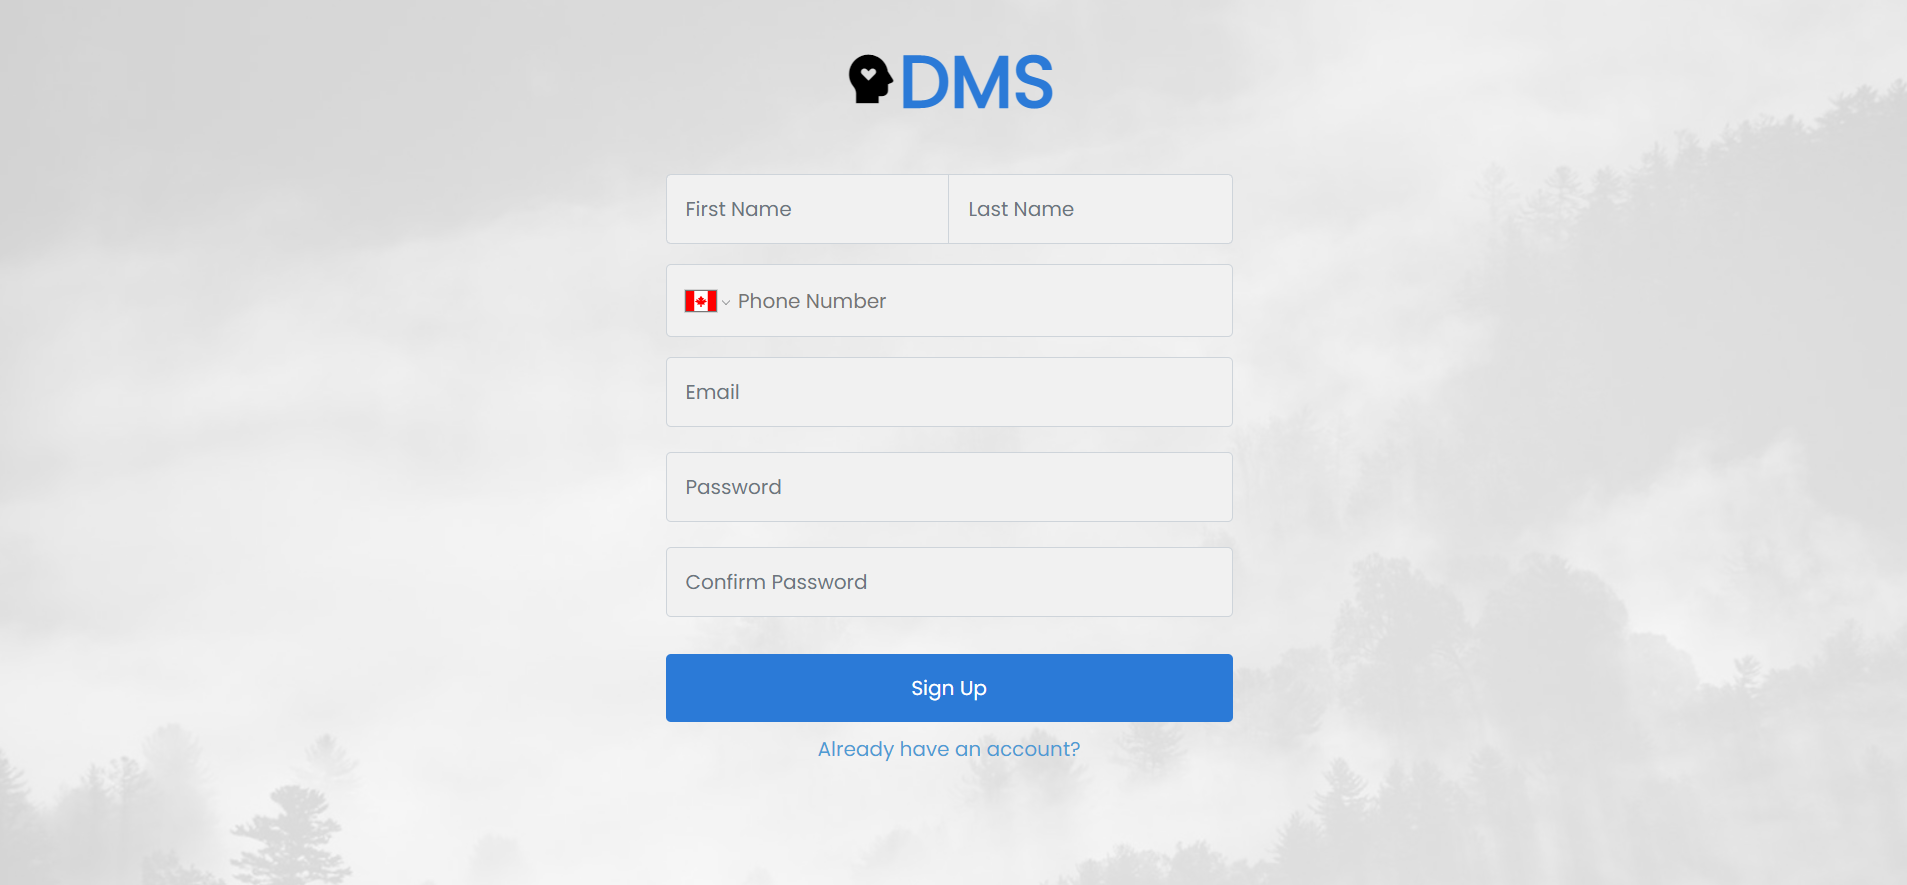 DMS
First Name Last Name
Phone Number
Email
Password
Confirm Password
Sign Up
Already have an account?